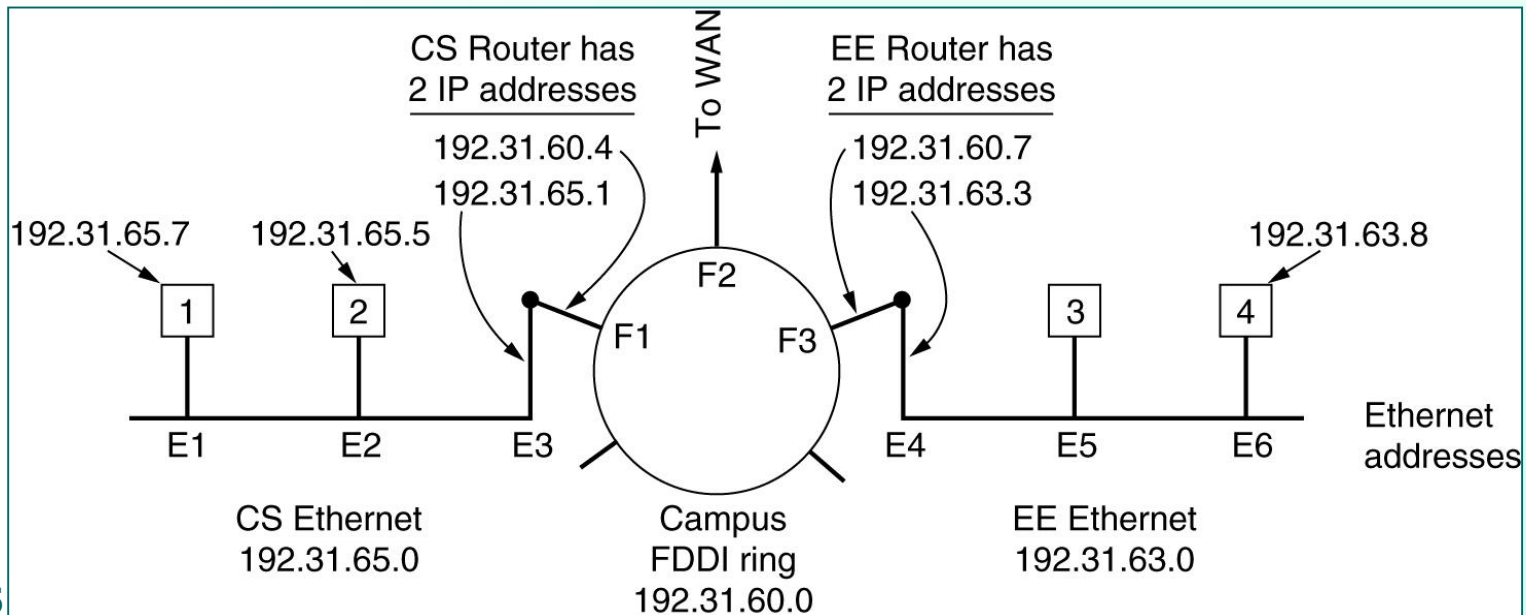 To WAN
CS Router has
2 IP addresses
192.31.60.4
192.31.65.1
EE Router has
2 IP addresses
192.31.60.7
192.31.63.3
192.31.65.7
192.31.65.5
192.31.63.8
1
2
3
4
F2
F1
F3
E1
E2
E3
E4
E5
E6
Ethernet
addresses
CS Ethernet
192.31.65.0
Campus
FDDI ring
192.31.60.0
EE Ethernet
192.31.63.0